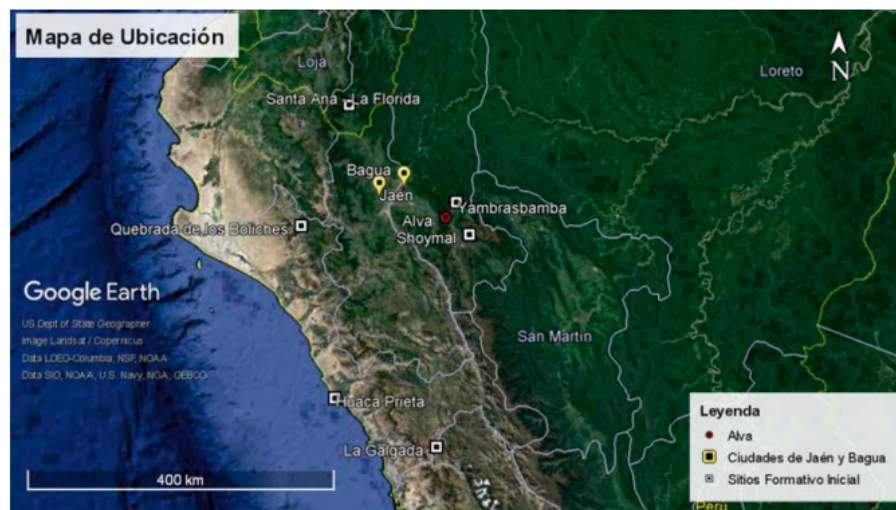 Mapa de Ubicación
Loja
Loreto
N
Santa Ana - La Florida
Bagua
Jaén
Yambrasbamba
Alva
Quebrada de los Boliches
Shoymal
Google Earth
US Dept of State Geographer
Image Landsat / Copernicus
Data LDEO-Columbia, NSF, NOAA
Data SIO, NOAA, U.S. Navy, NGA, GEBCO
San Martín
Huaca Prieta
La Galgada
400 km
Leyenda
Alva
Ciudades de Jaén y Bagua
Sitios Formativo Inicial
Perú